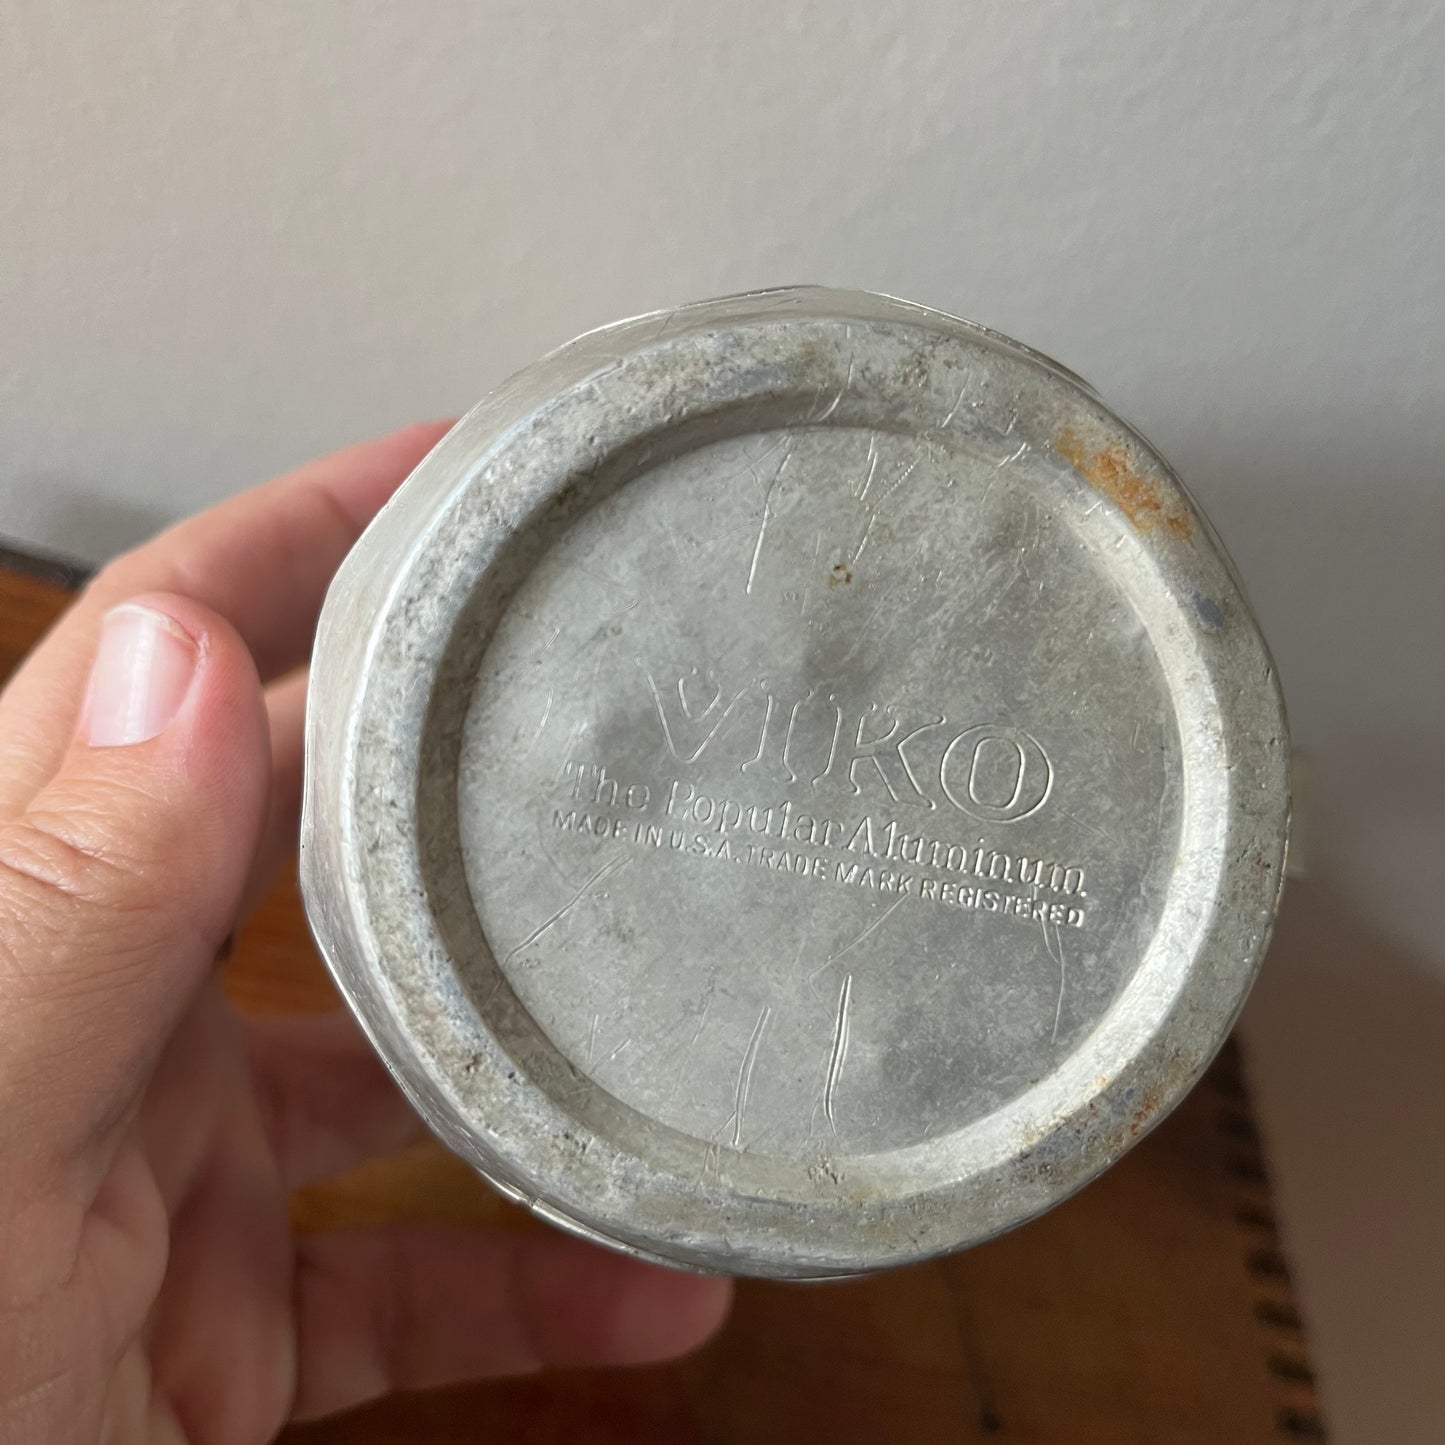 VIKO
The Popular Aluminum
MADE IN U.S.A. TRADE MARK REGISTERED